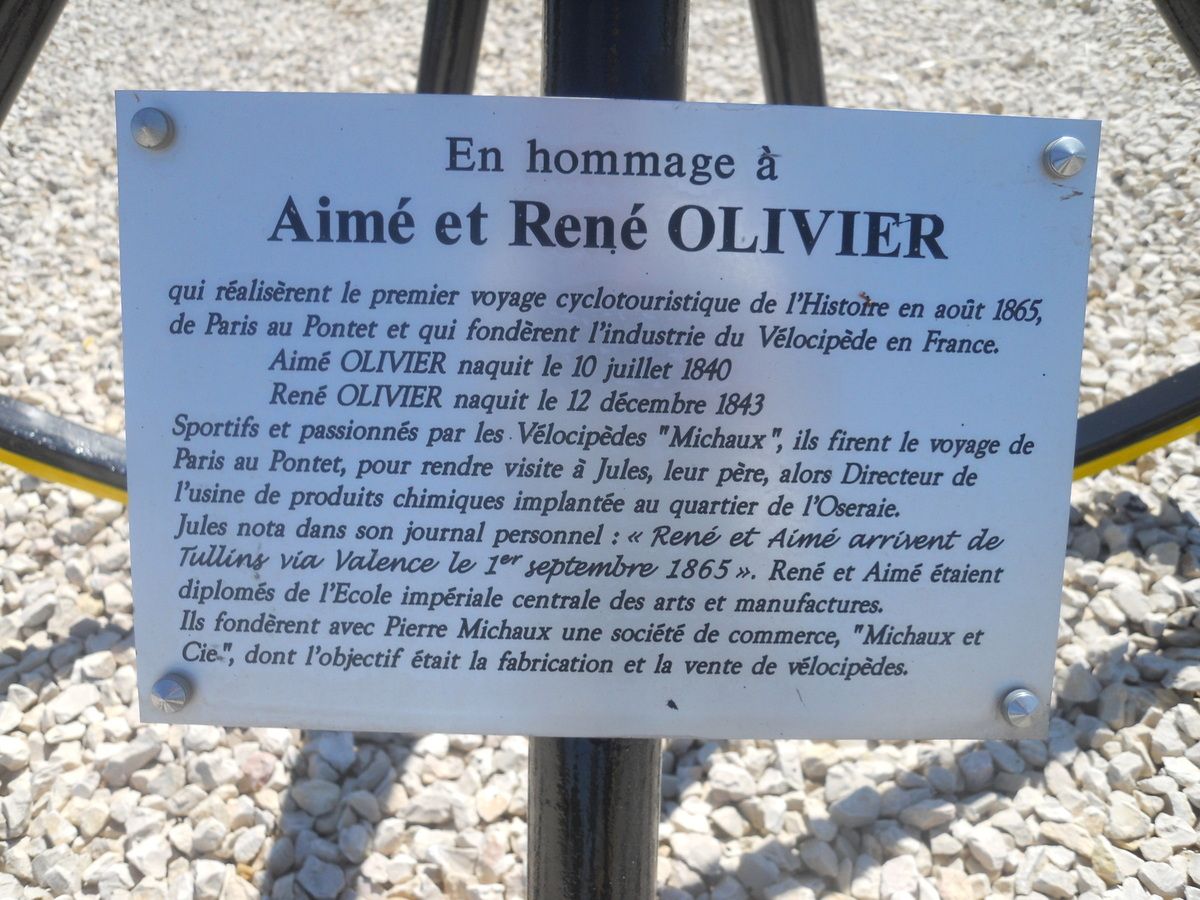 En hommage à
Aimé et René OLIVIER
qui réalisèrent le premier voyage cyclotouristique de l'Histoire en août 1865,
de Paris au Pontet et qui fondèrent l'industrie du Vélocipède en France.
Aimé OLIVIER naquit le 10 juillet 1840
René OLIVIER naquit le 12 décembre 1843
Sportifs et passionnés par les Vélocipèdes "Michaux", ils firent le voyage de
Paris au Pontet, pour rendre visite à Jules, leur père, alors Directeur de
l'usine de produits chimiques implantée au quartier de l'Oseraie.
Jules nota dans son journal personnel : « René et Aimé arrivent de
Tullins via Valence le 1er septembre 1865 ». René et Aimé étaient
diplomés de l'Ecole impériale centrale des arts et manufactures.
Ils fondèrent avec Pierre Michaux une société de commerce, "Michaux et
Cie.", dont l'objectif était la fabrication et la vente de vélocipèdes.